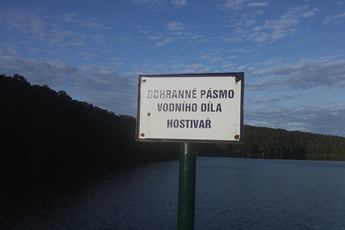 OCHRANNÉ PÁSMO
VODNÍHO DÍLA
HOSTIVAŘ